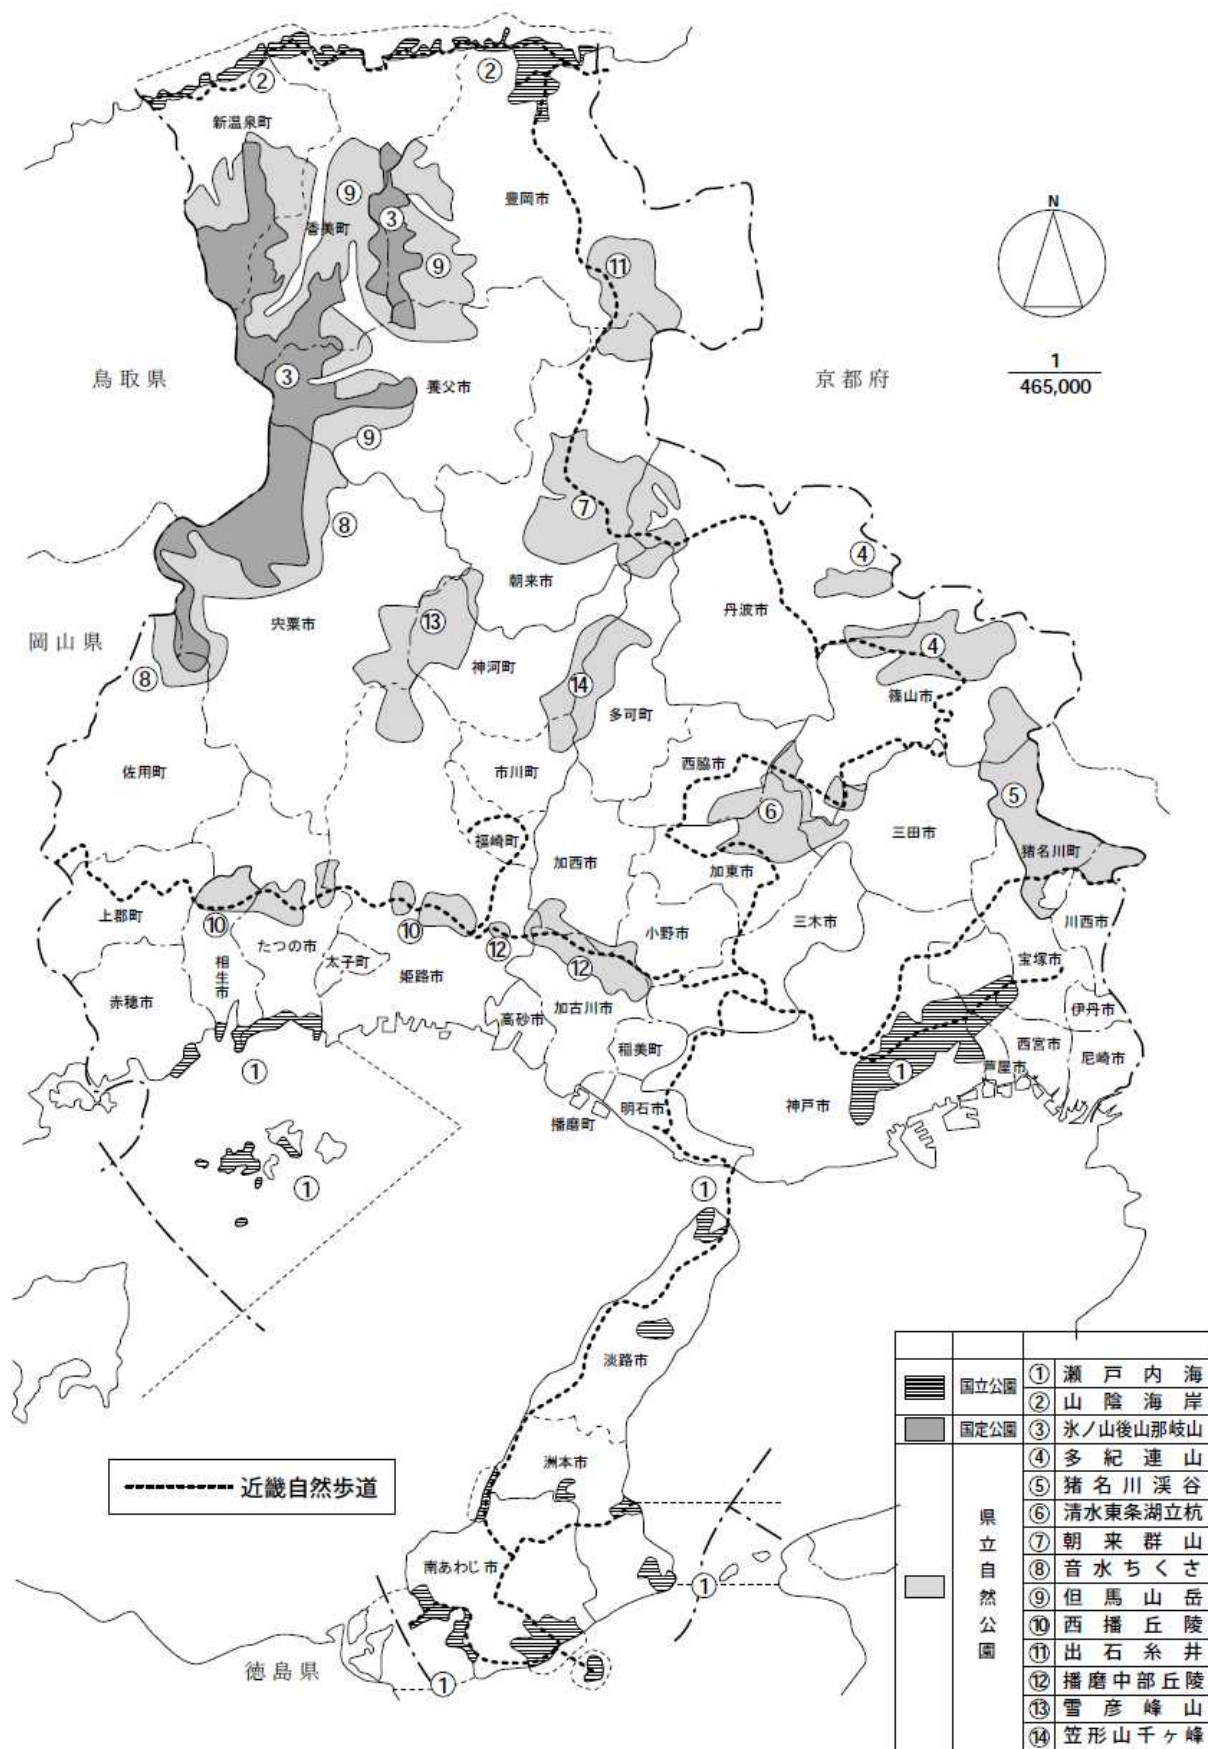 ②
②
新温泉町
⑨
豊岡市
N
③
香美町
⑨
⑪
鳥取県
③
養父市
京都府
1
465,000
⑨
⑦
⑧
④
朝来市
丹波市
宍粟市
⑬
岡山県
神河町
④
⑧
⑭
篠山市
多可町
佐用町
市川町
西脇市
⑤
⑥
三田市
福崎町
猪名川町
加西市
加東市
上郡町
⑩
⑩
三木市
川西市
たつの市
⑫
小野市
相生市
太子町
姫路市
⑫
宝塚市
赤穂市
高砂市
加古川市
伊丹市
稲美町
西宮市
尼崎市
①
①
芦屋市
神戸市
明石市
播磨町
①
①
淡路市
洲本市
近畿自然歩道
南あわじ市
①
徳島県
①
国立公園
① 瀬戸内海
② 山陰海岸
国定公園 ③ 氷ノ山後山那岐山
県立自然公園
④ 多紀連山
⑤ 猪名川渓谷
⑥ 清水東条湖立杭
⑦ 朝来群山
⑧ 音水ちくさ
⑨ 但馬山岳
⑩ 西播丘陵
⑪ 出石糸井
⑫ 播磨中部丘陵
⑬ 雪彦峰山
⑭ 笠形山千ヶ峰